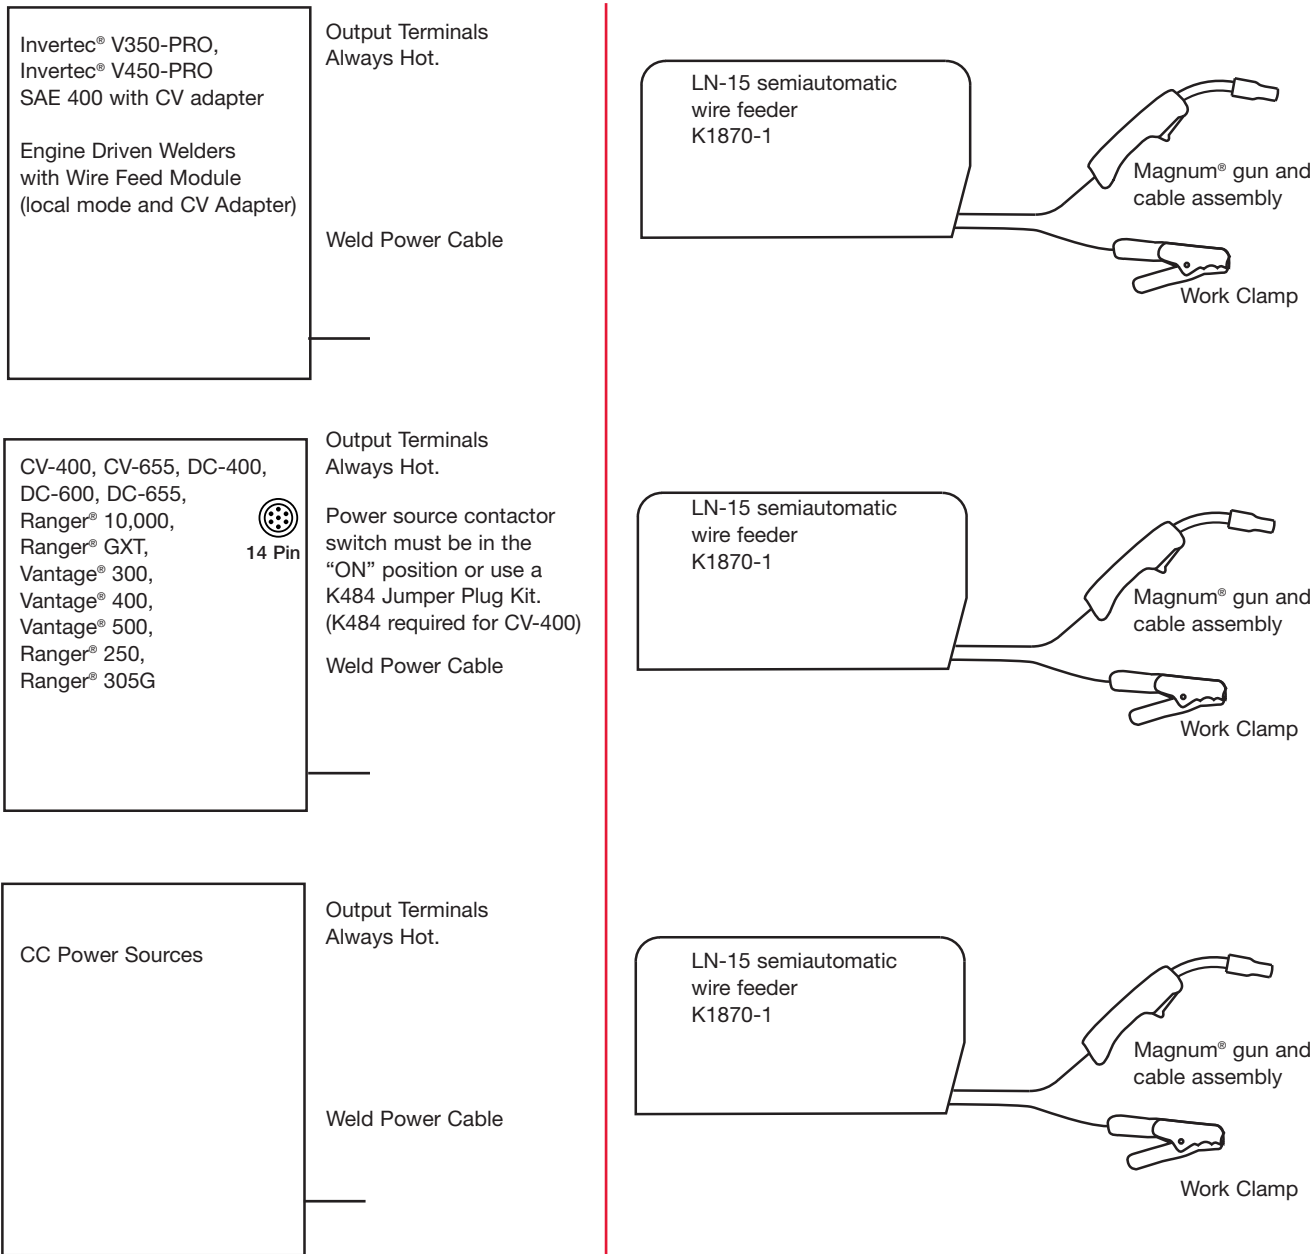 Invertec® V350-PRO,
Invertec® V450-PRO
SAE 400 with CV adapter
Engine Driven Welders
with Wire Feed Module
(local mode and CV Adapter)
Output Terminals
Always Hot.
Weld Power Cable
LN-15 semiautomatic
wire feeder
K1870-1
Magnum® gun and
cable assembly
Work Clamp
CV-400, CV-655, DC-400,
DC-600, DC-655,
Ranger® 10,000,
Ranger® GXT,
Vantage® 300,
Vantage® 400,
Vantage® 500,
Ranger® 250,
Ranger® 305G
14 Pin
Output Terminals
Always Hot.
Power source contactor
switch must be in the
“ON” position or use a
K484 Jumper Plug Kit.
(K484 required for CV-400)
Weld Power Cable
LN-15 semiautomatic
wire feeder
K1870-1
Magnum® gun and
cable assembly
Work Clamp
CC Power Sources
Output Terminals
Always Hot.
Weld Power Cable
LN-15 semiautomatic
wire feeder
K1870-1
Magnum® gun and
cable assembly
Work Clamp